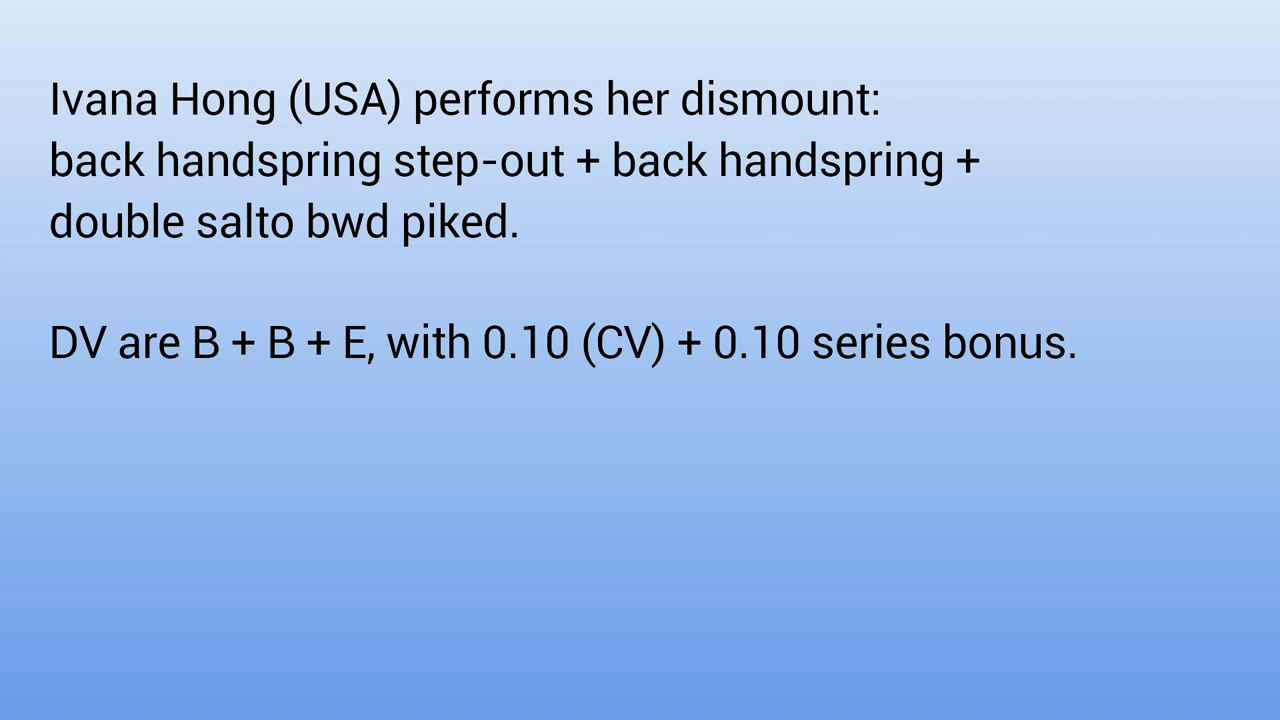 Ivana Hong (USA) performs her dismount:
back handspring step-out + back handspring +
double salto bwd piked.
DV are B + B + E, with 0.10 (CV) + 0.10 series bonus.